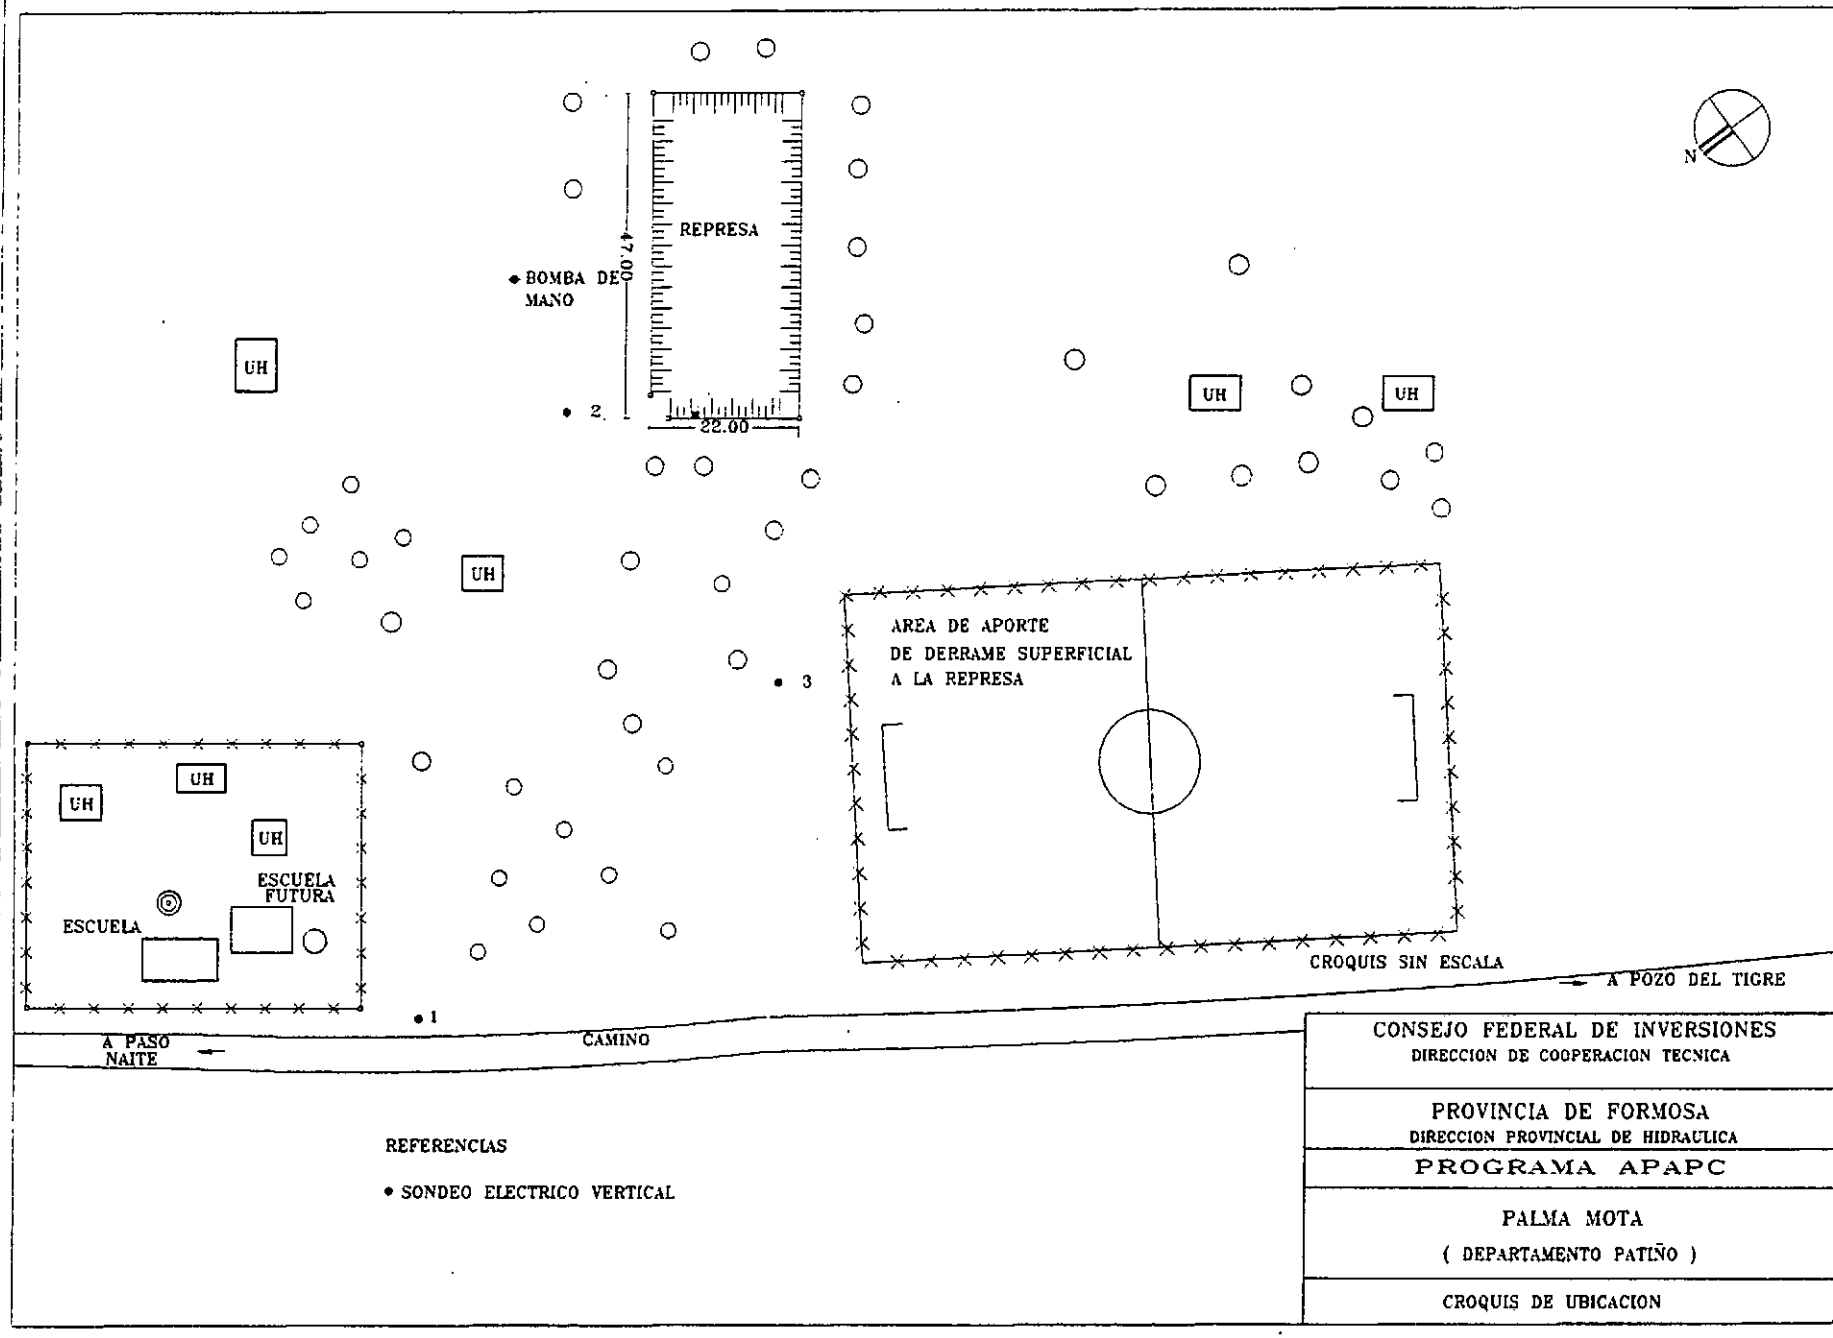 N
REPRESA
47.00
BOMBA DE
MANO
UH
UH
UH
2
22.00
UH
AREA DE APORTE
DE DERRAME SUPERFICIAL
A LA REPRESA
3
UH
UH
UH
ESCUELA
FUTURA
ESCUELA
CROQUIS SIN ESCALA
A POZO DEL TIGRE
1
CAMINO
A PASO
NAITE
CONSEJO FEDERAL DE INVERSIONES
DIRECCION DE COOPERACION TECNICA
PROVINCIA DE FORMOSA
DIRECCION PROVINCIAL DE HIDRAULICA
PROGRAMA APAPC
PALMA MOTA
( DEPARTAMENTO PATIÑO )
CROQUIS DE UBICACION
REFERENCIAS
SONDEO ELECTRICO VERTICAL